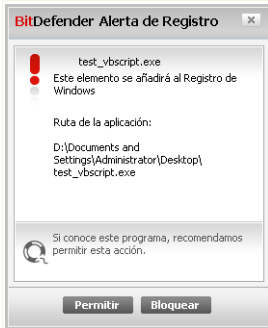 BitDefender Alerta de Registro
test_vbscript.exe
Este elemento se añadirá al Registro de
Windows
Ruta de la aplicación:
D:\Documents and
Settings\Administrator\Desktop\
test_vbscript.exe
Si conoce este programa, recomendamos
permitir esta acción.
Permitir Bloquear